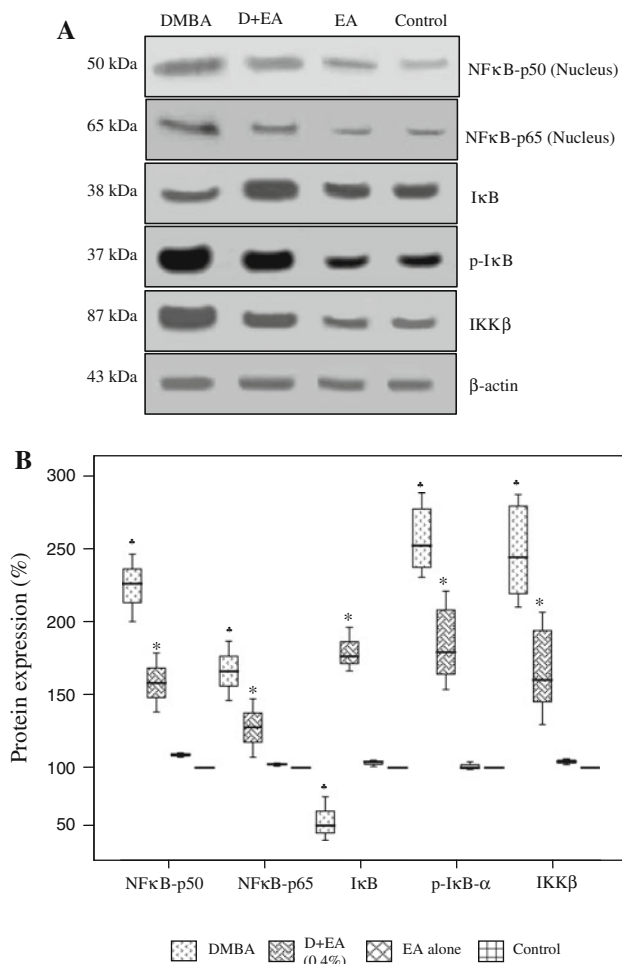 A
DMBA D+EA EA Control
50 kDa NFκB-p50 (Nucleus)
65 kDa NFκB-p65 (Nucleus)
38 kDa IκB
37 kDa p-IκB
87 kDa IKKβ
43 kDa β-actin
B
Protein expression (%)
300
250
200
150
100
50
NFκB-p50 NFκB-p65 IκB p-IκB-α IKKβ
DMBA D+EA (0.4%) EA alone Control